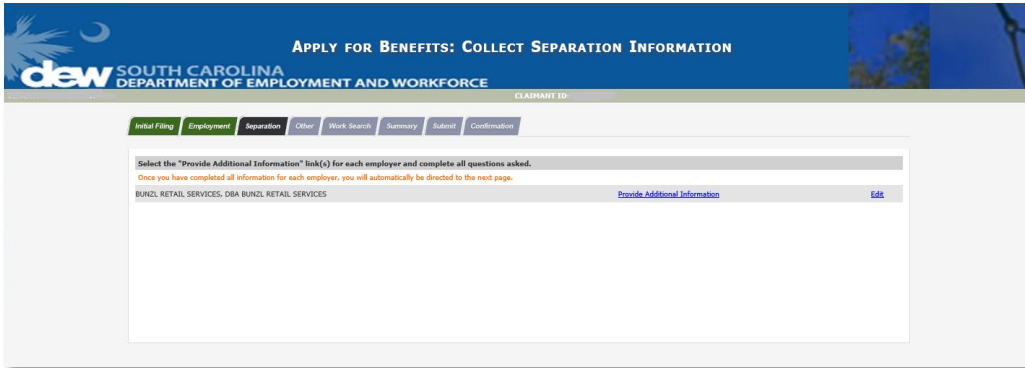 APPLY FOR BENEFITS: COLLECT SEPARATION INFORMATION
dew SOUTH CAROLINA
DEPARTMENT OF EMPLOYMENT AND WORKFORCE
CLAIMANT ID:
Initial Filing Employment Separation Other Work Search Summary Submit Confirmation
Select the "Provide Additional Information" link(s) for each employer and complete all questions asked.
Once you have completed all information for each employer, you will automatically be directed to the next page.
BUNZL RETAIL SERVICES, DBA BUNZL RETAIL SERVICES Provide Additional Information Edit